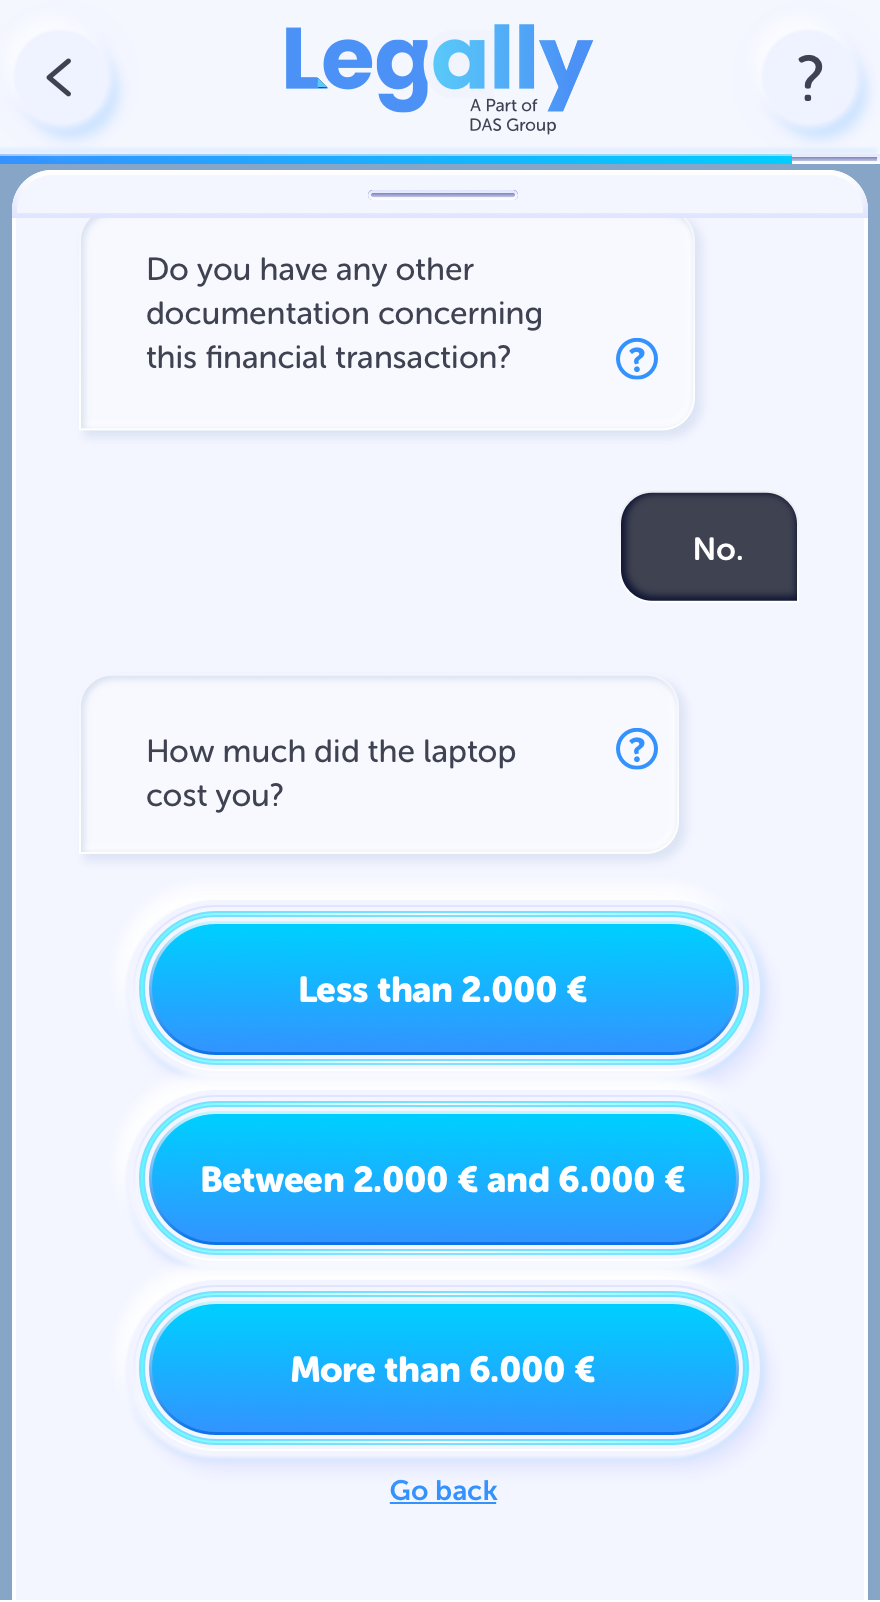 Legally
A Part of
DAS Group
?
Do you have any other
documentation concerning
this financial transaction?
?
No.
How much did the laptop
?
cost you?
Less than 2.000 €
Between 2.000 € and 6.000 €
More than 6.000 €
Go back